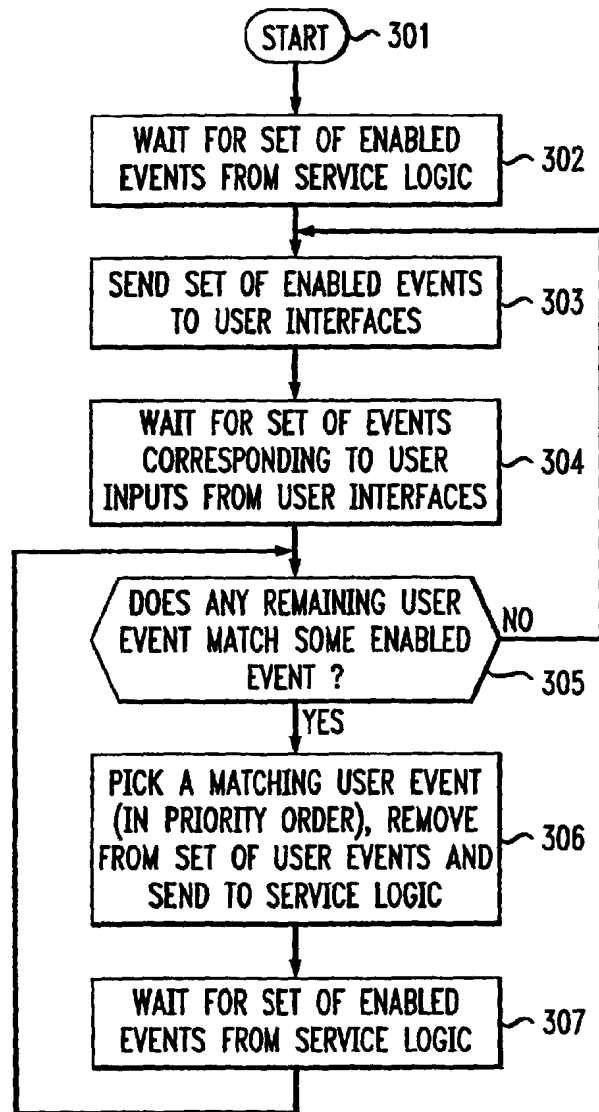 START
301
WAIT FOR SET OF ENABLED
EVENTS FROM SERVICE LOGIC
302
SEND SET OF ENABLED EVENTS
TO USER INTERFACES
303
WAIT FOR SET OF EVENTS
CORRESPONDING TO USER
INPUTS FROM USER INTERFACES
304
DOES ANY REMAINING USER
EVENT MATCH SOME ENABLED
EVENT ?
NO
305
YES
PICK A MATCHING USER EVENT
(IN PRIORITY ORDER), REMOVE
FROM SET OF USER EVENTS AND
SEND TO SERVICE LOGIC
306
WAIT FOR SET OF ENABLED
EVENTS FROM SERVICE LOGIC
307